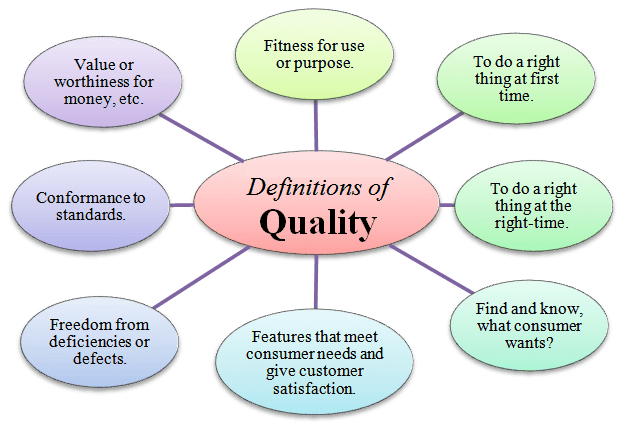 Definitions of
Quality
Fitness for use
or purpose.
To do a right
thing at first
time.
To do a right
thing at the
right-time.
Find and know,
what consumer
wants?
Features that meet
consumer needs and
give customer
satisfaction.
Freedom from
deficiencies or
defects.
Conformance to
standards.
Value or
worthiness for
money, etc.